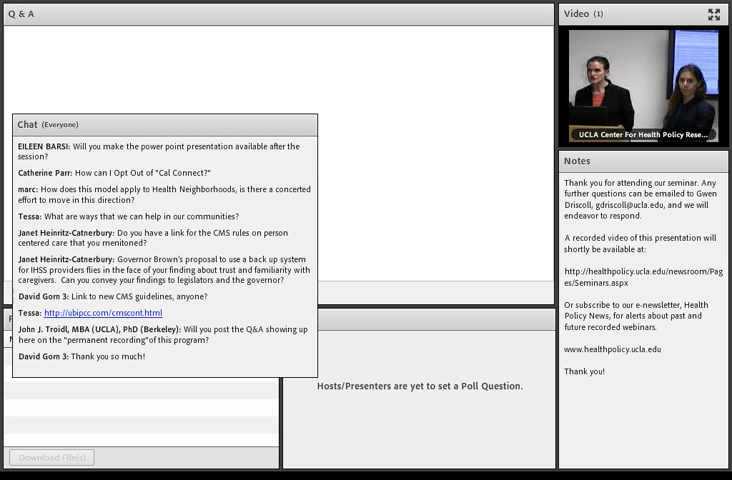 Q & A
Chat (Everyone)
EILEEN BARSI: Will you make the power point presentation available after the
session?
Catherine Parr: How can I Opt Out of "Cal Connect?"
marc: How does this model apply to Health Neighborhoods, is there a concerted
effort to move in this direction?
Tessa: What are ways that we can help in our communities?
Janet Heinritz-Catnerbury: Do you have a link for the CMS rules on person
centered care that you menitoned?
Janet Heinritz-Catnerbury: Governor Brown's proposal to use a back up system
for IHSS providers flies in the face of your finding about trust and familiarity with
caregivers. Can you convey your findings to legislators and the governor?
David Gorn 3: Link to new CMS guidelines, anyone?
Tessa: http://ubipcc.com/cmscont.html
John J. Troidl, MBA (UCLA), PhD (Berkeley): Will you post the Q&A showing up
here on the "permanent recording"of this program?
David Gorn 3: Thank you so much!
Download File(s)
Hosts/Presenters are yet to set a Poll Question.
Video (1)
UCLA Center For Health Policy Rese...
Notes
Thank you for attending our seminar. Any
further questions can be emailed to Gwen
Driscoll, gdriscoll@ucla.edu, and we will
endeavor to respond.
A recorded video of this presentation will
shortly be available at:
http://healthpolicy.ucla.edu/newsroom/Pag
es/Seminars.aspx
Or subscribe to our e-newsletter, Health
Policy News, for alerts about past and
future recorded webinars.
www.healthpolicy.ucla.edu
Thank you!